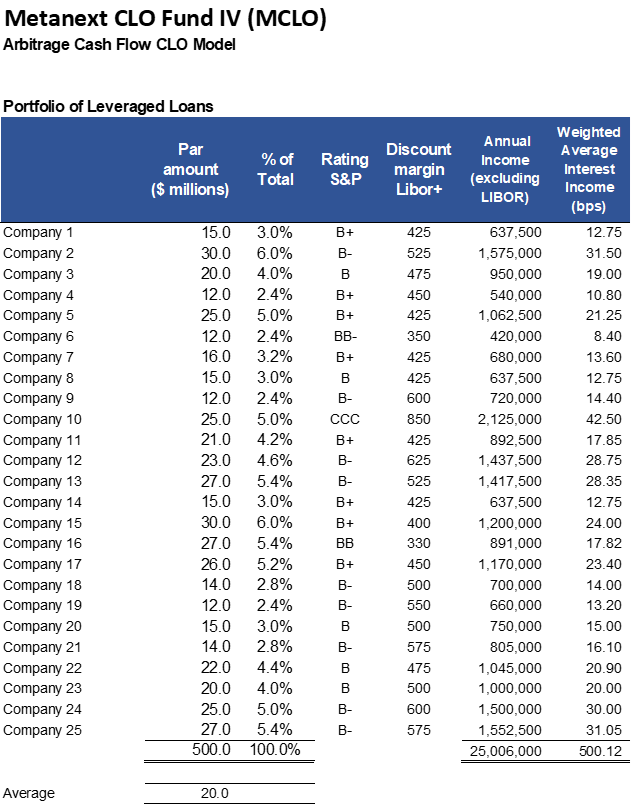 Metanext CLO Fund IV (MCLO)
Arbitrage Cash Flow CLO Model
Portfolio of Leveraged Loans
Par amount ($ millions) % of Total Rating S&P Discount margin Libor+ Annual Income (excluding LIBOR) Weighted Average Interest Income (bps)
Company 1 15.0 3.0% B+ 425 637,500 12.75
Company 2 30.0 6.0% B- 525 1,575,000 31.50
Company 3 20.0 4.0% B 475 950,000 19.00
Company 4 12.0 2.4% B+ 450 540,000 10.80
Company 5 25.0 5.0% B+ 425 1,062,500 21.25
Company 6 12.0 2.4% BB- 350 420,000 8.40
Company 7 16.0 3.2% B+ 425 680,000 13.60
Company 8 15.0 3.0% B 425 637,500 12.75
Company 9 12.0 2.4% B- 600 720,000 14.40
Company 10 25.0 5.0% CCC 850 2,125,000 42.50
Company 11 21.0 4.2% B+ 425 892,500 17.85
Company 12 23.0 4.6% B- 625 1,437,500 28.75
Company 13 27.0 5.4% B- 525 1,417,500 28.35
Company 14 15.0 3.0% B+ 425 637,500 12.75
Company 15 30.0 6.0% B+ 400 1,200,000 24.00
Company 16 27.0 5.4% BB 330 891,000 17.82
Company 17 26.0 5.2% B+ 450 1,170,000 23.40
Company 18 14.0 2.8% B- 500 700,000 14.00
Company 19 12.0 2.4% B- 550 660,000 13.20
Company 20 15.0 3.0% B 500 750,000 15.00
Company 21 14.0 2.8% B- 575 805,000 16.10
Company 22 22.0 4.4% B 475 1,045,000 20.90
Company 23 20.0 4.0% B 500 1,000,000 20.00
Company 24 25.0 5.0% B- 600 1,500,000 30.00
Company 25 27.0 5.4% B- 575 1,552,500 31.05
500.0 100.0% 25,006,000 500.12
Average 20.0